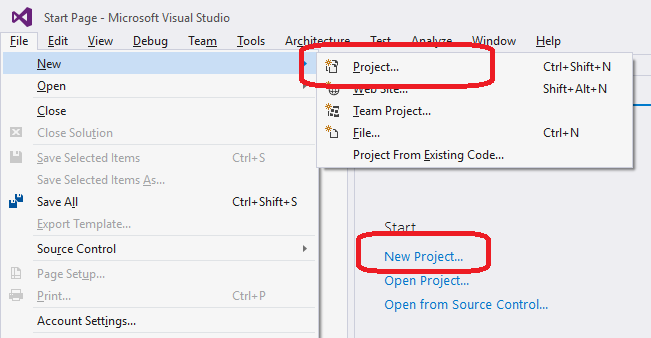 Start Page - Microsoft Visual Studio
File Edit View Debug Team Tools Architecture Test Analyze Window Help
New
Open
Close
Close Solution
Save Selected Items Ctrl+S
Save Selected Items As...
Save All Ctrl+Shift+S
Export Template...
Source Control
Page Setup...
Print... Ctrl+P
Account Settings...
Project... Ctrl+Shift+N
Web Site... Shift+Alt+N
Team Project...
File... Ctrl+N
Project From Existing Code...
Start
New Project...
Open Project...
Open from Source Control...